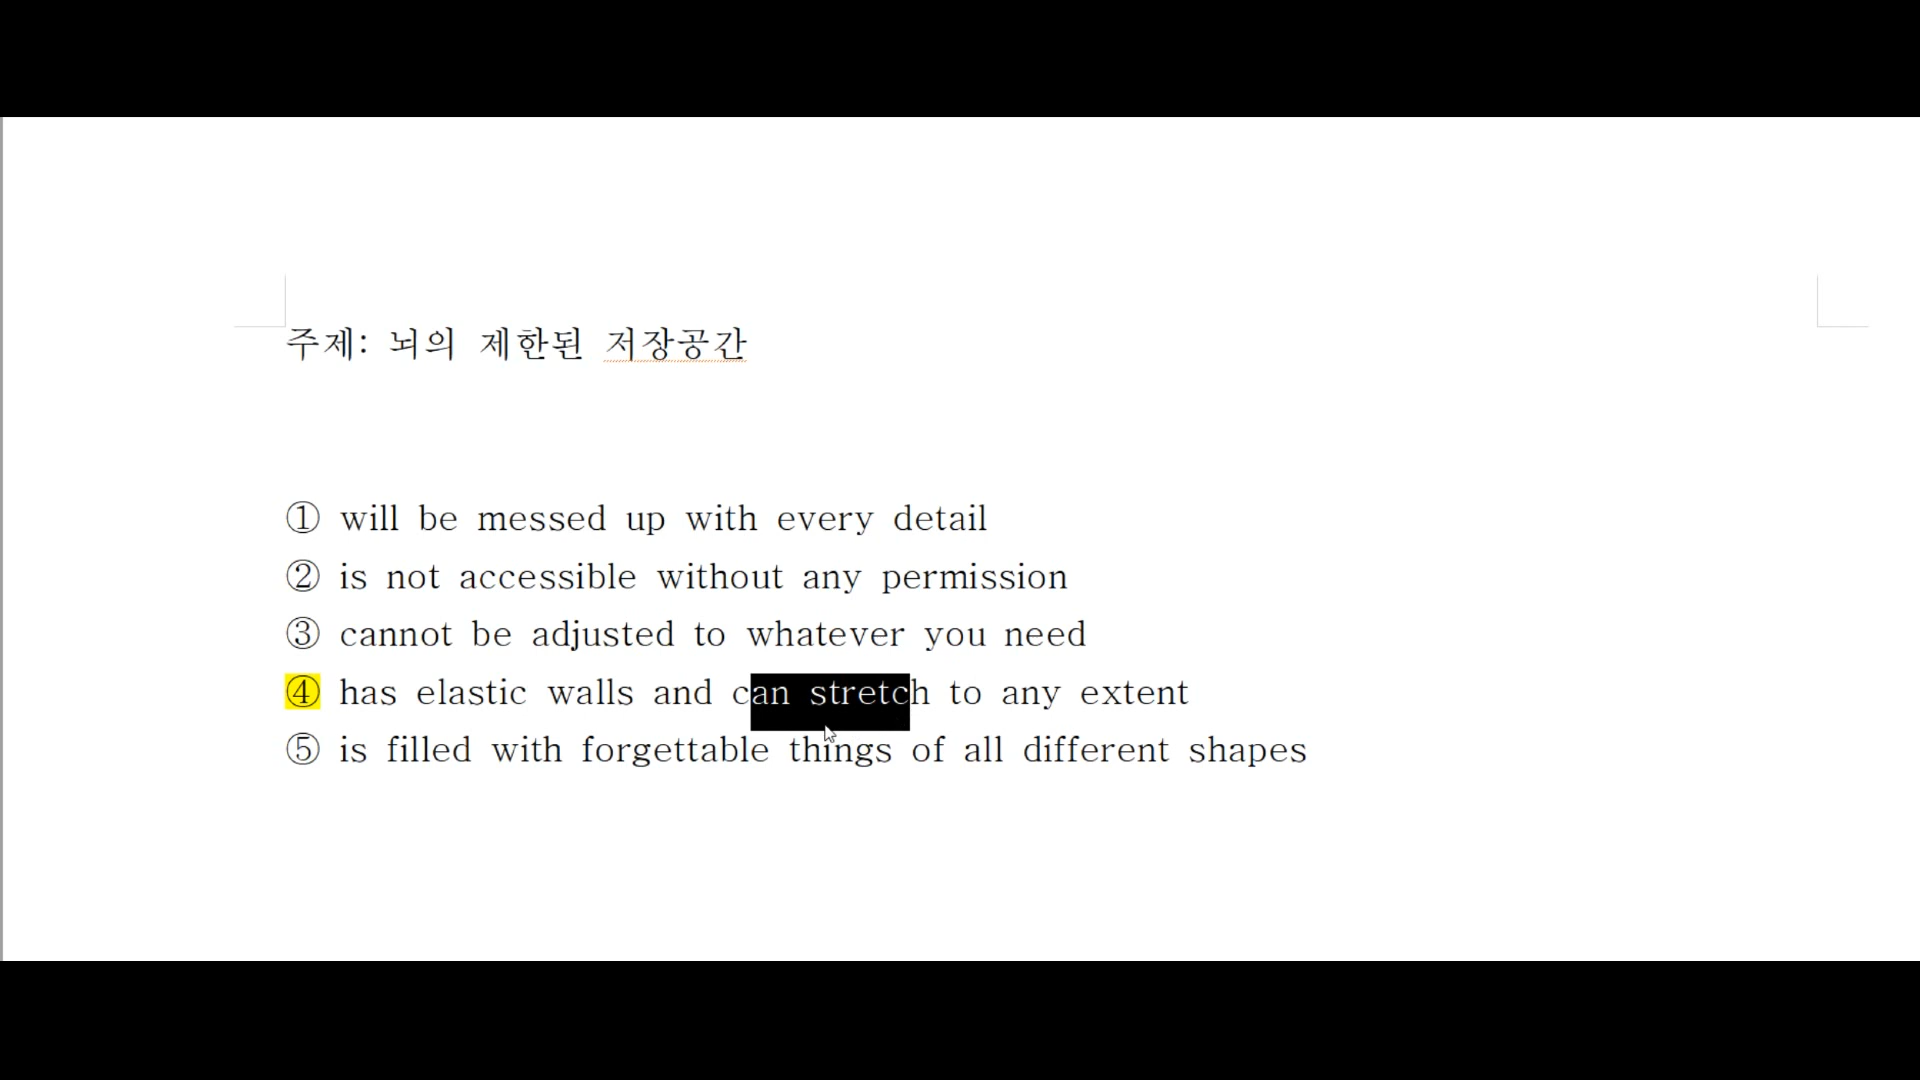 주제: 뇌의 제한된 저장공간
① will be messed up with every detail
② is not accessible without any permission
③ cannot be adjusted to whatever you need
④ has elastic walls and can stretch to any extent
⑤ is filled with forgettable things of all different shapes